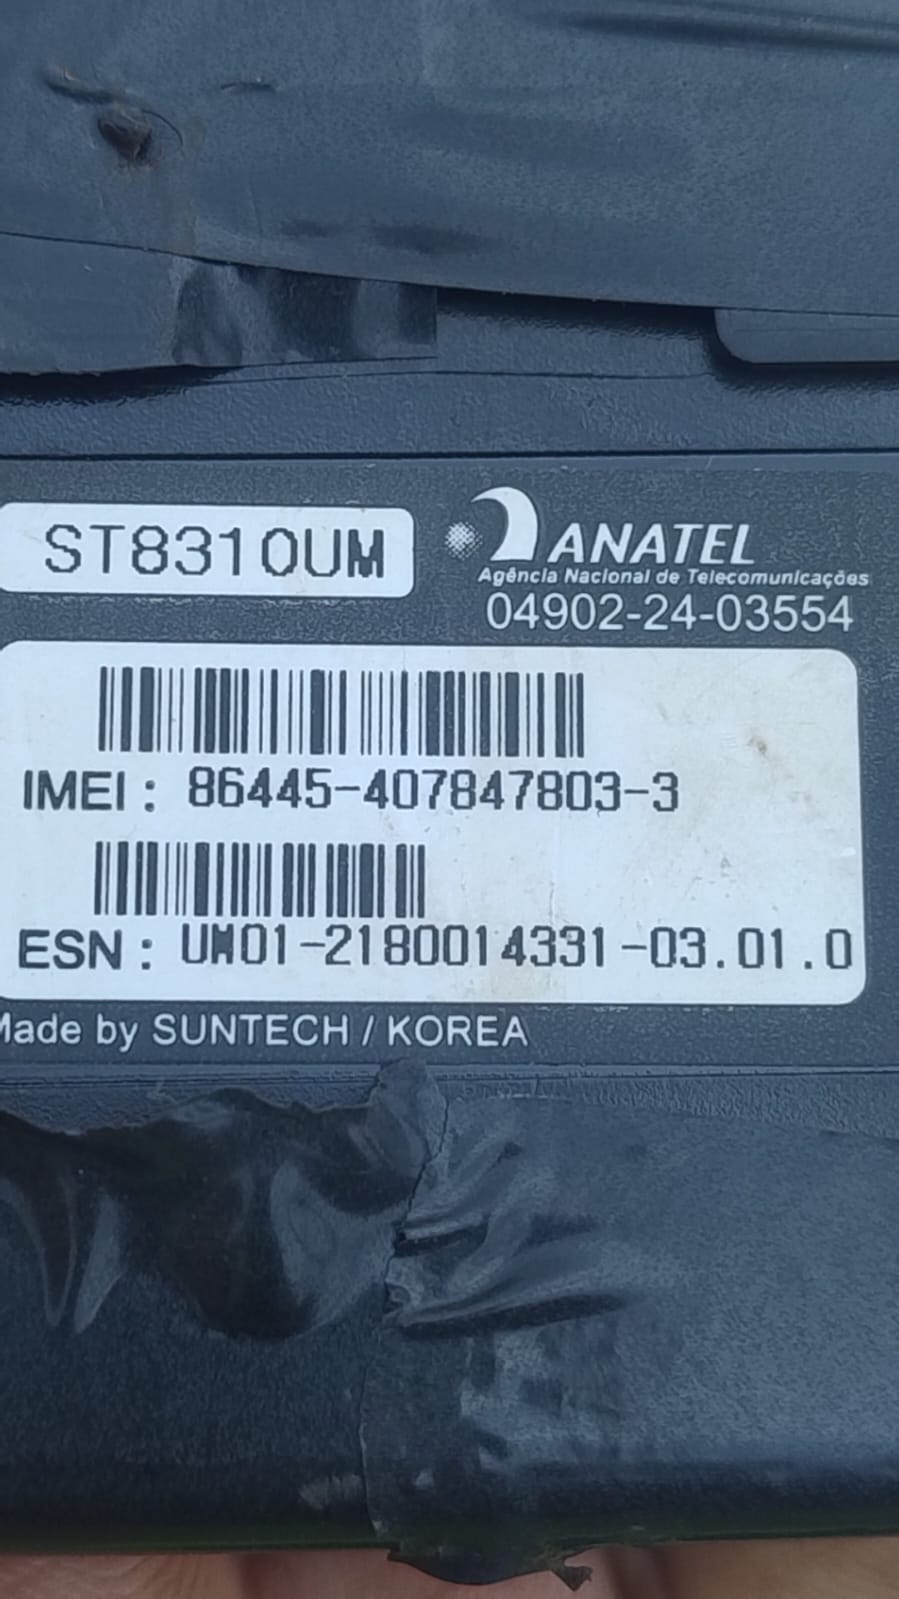 ST8310UM
ANATEL
Agência Nacional de Telecomunicações
04902-24-03554
IMEI : 86445-407847803-3
ESN : UM01-2180014331-03.01.0
Made by SUNTECH / KOREA